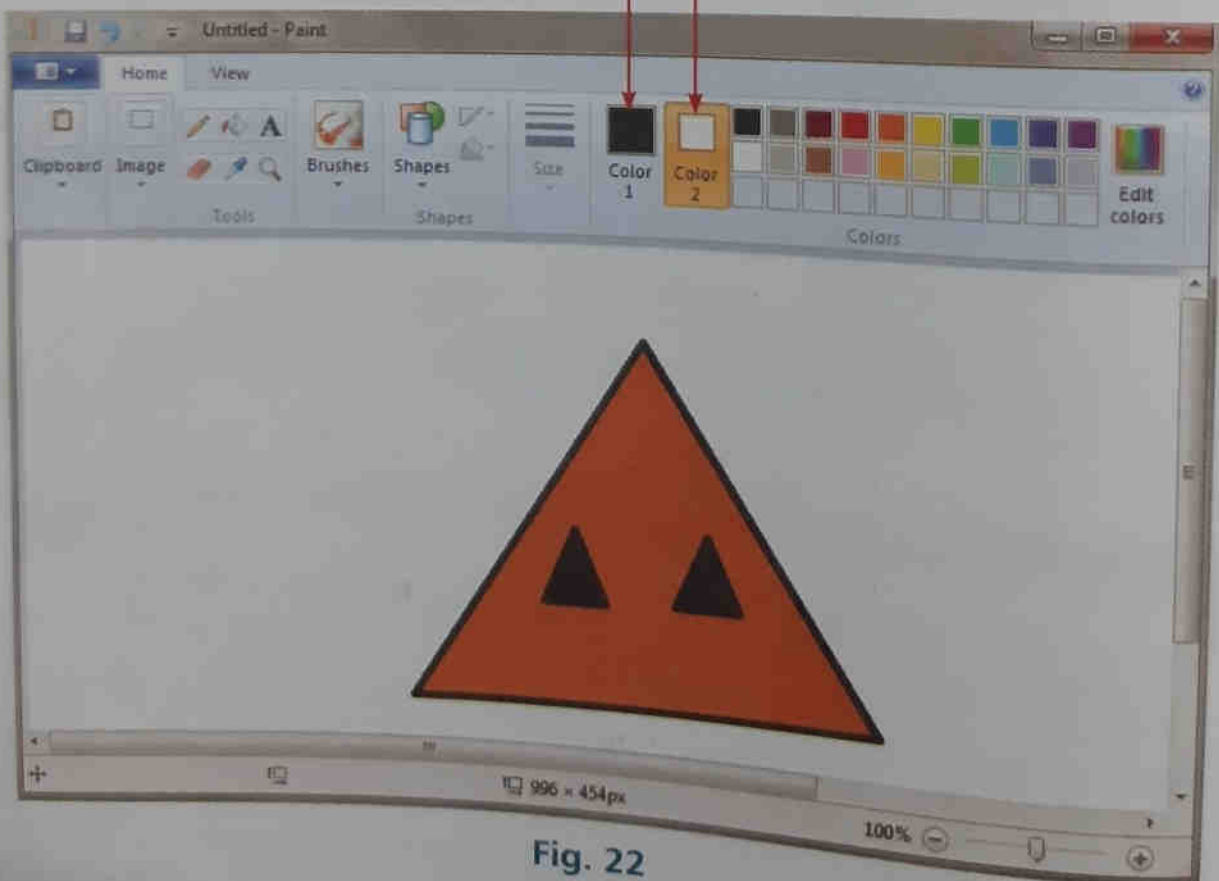 Untitled - Paint
Home View
Clipboard Image A Brushes Shapes Size Color 1 Color 2 Edit colors
Tools Shapes Colors
996 × 454px
100%
Fig. 22